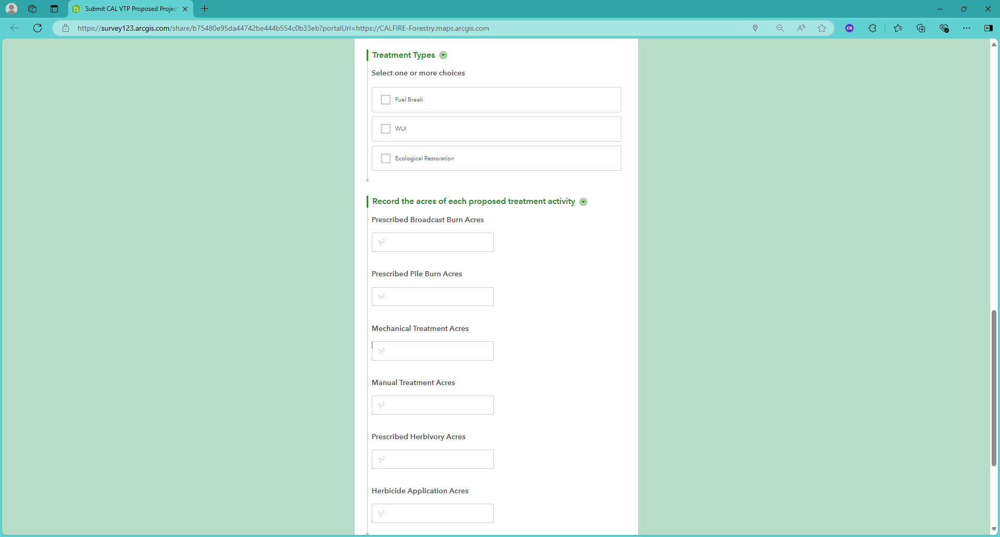 Submit CAL VTP Proposed Projec
https://survey123.arcgis.com/share/b75480e95da44742be444b554c0b33eb?portalUrl=https://CALFIRE-Forestry.maps.arcgis.com
EN
Treatment Types
Select one or more choices
Fuel Break
WUI
Ecological Restoration
Record the acres of each proposed treatment activity
Prescribed Broadcast Burn Acres
Prescribed Pile Burn Acres
Mechanical Treatment Acres
Manual Treatment Acres
Prescribed Herbivory Acres
Herbicide Application Acres